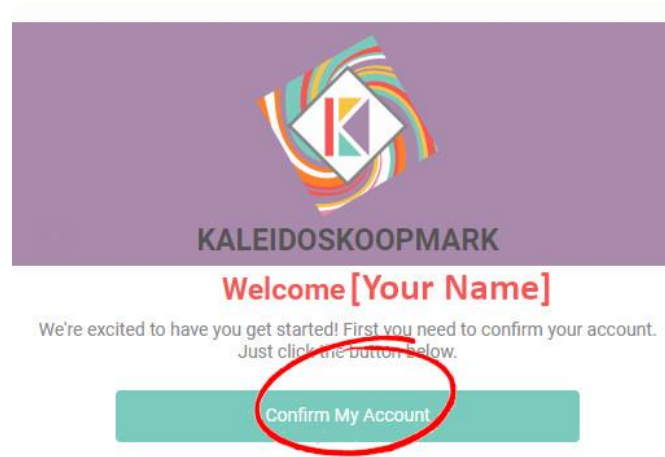 K
KALEIDOSKOOPMARK
Welcome [Your Name]
We're excited to have you get started! First you need to confirm your account.
Just click the button below.
Confirm My Account